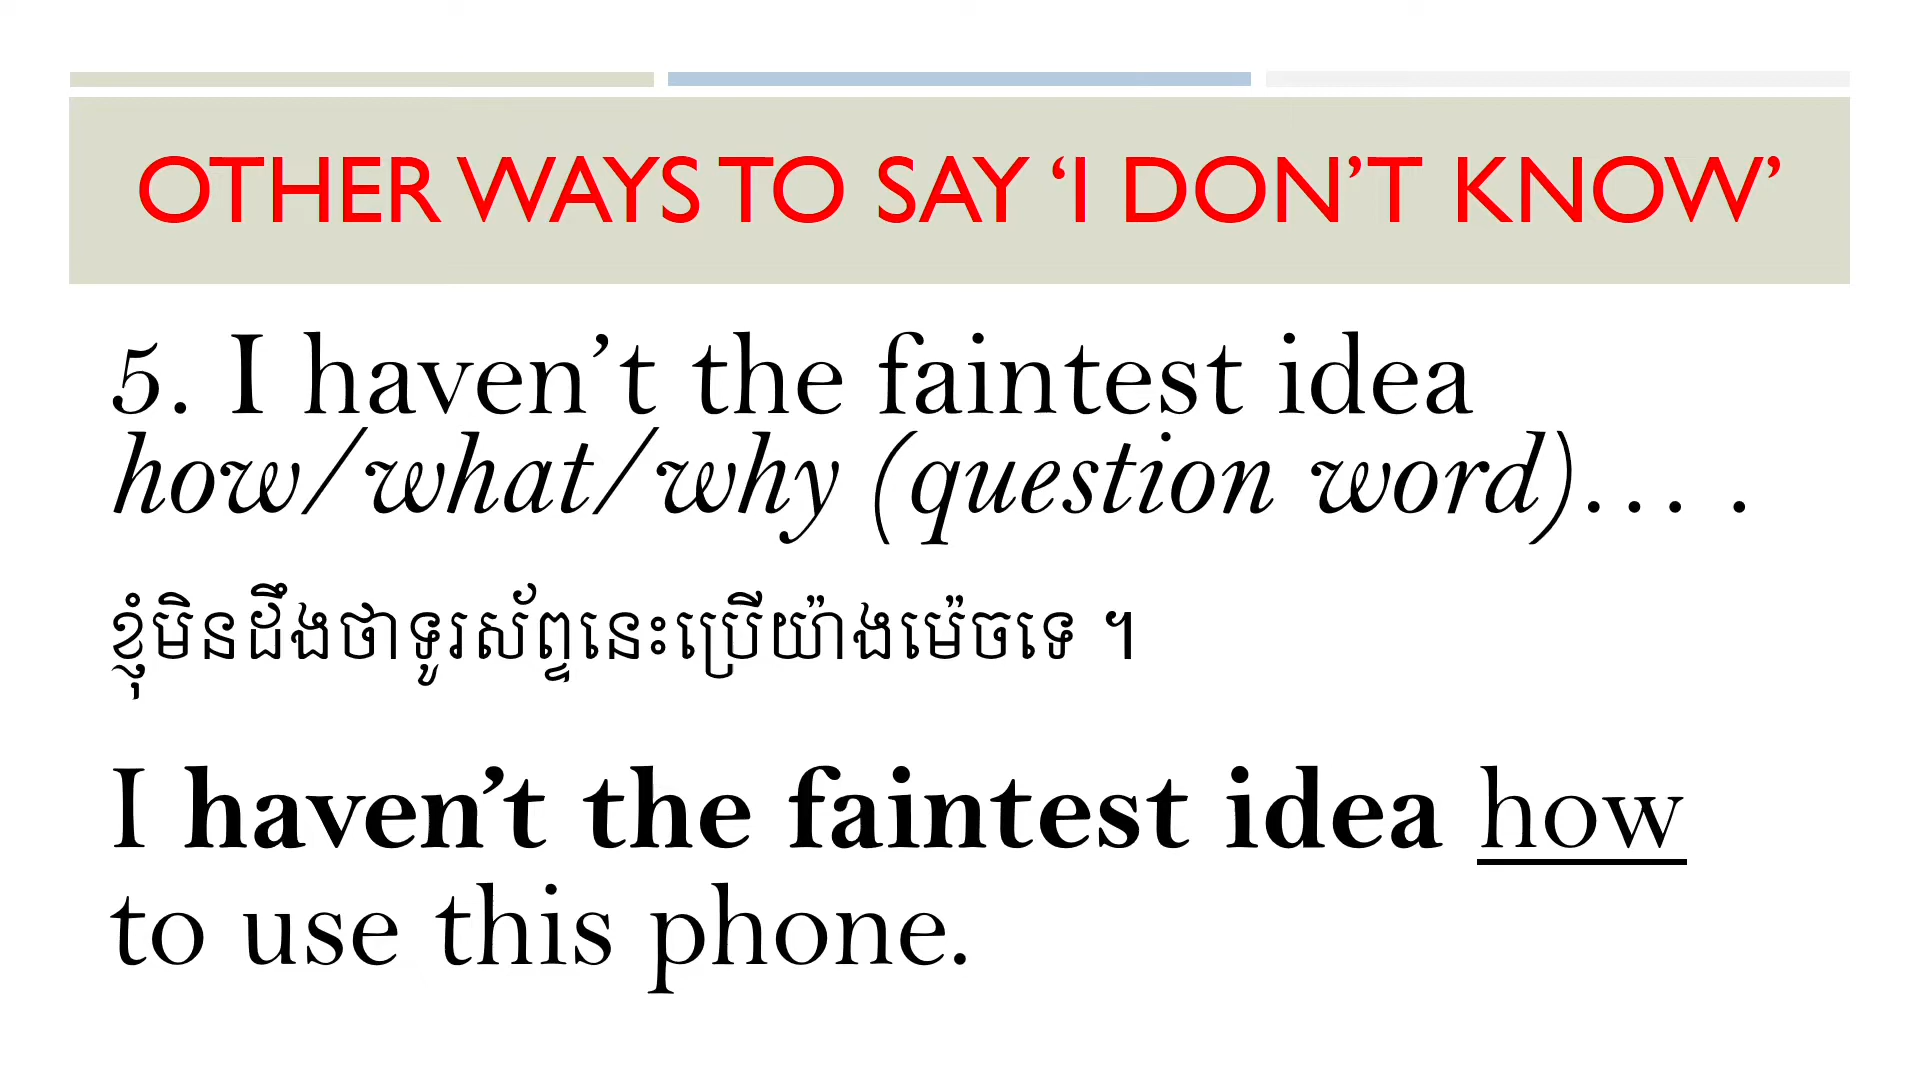 OTHER WAYS TO SAY ‘I DON’T KNOW’
5. I haven’t the faintest idea
how/what/why (question word)… .
ខ្ញុំមិនដឹងថាទូរស័ព្ទនេះប្រើយ៉ាងម៉េចទេ ។
I haven’t the faintest idea how
to use this phone.